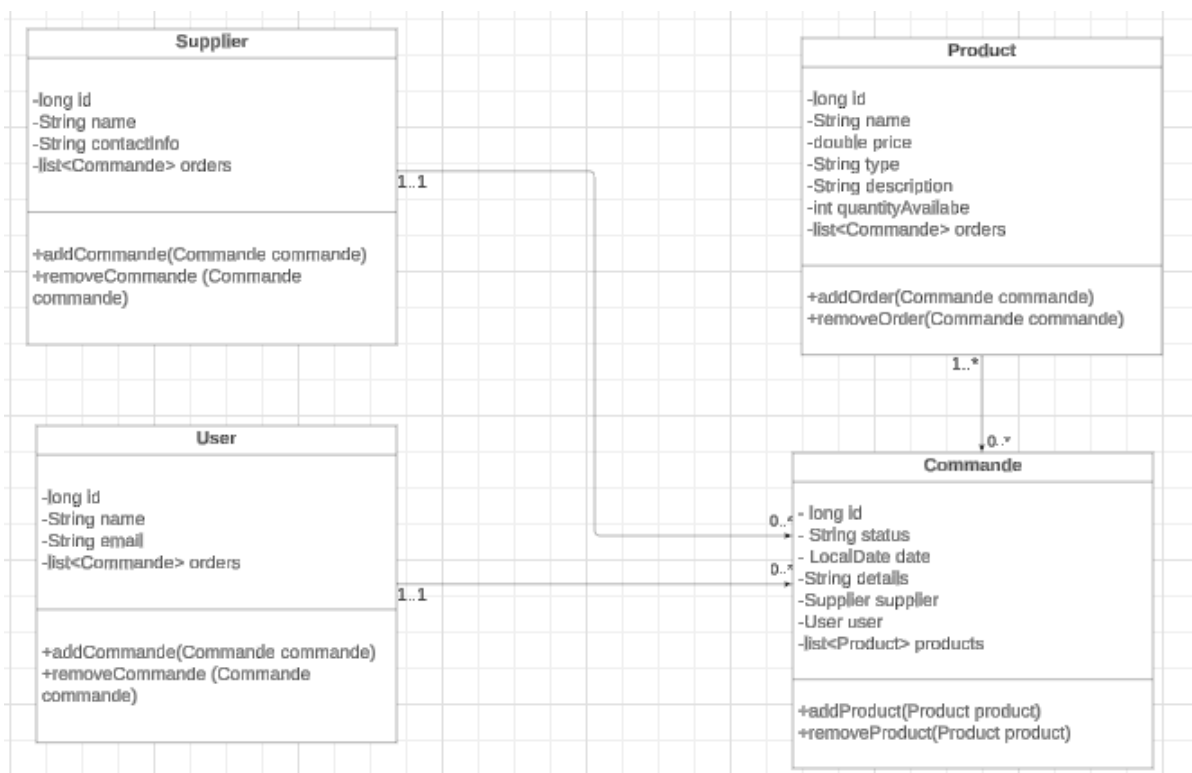 Supplier
-long id
-String name
-String contactInfo
-list<Commande> orders
+addCommande(Commande commande)
+removeCommande (Commande
commande)
1..1
Product
-long id
-String name
-double price
-String type
-String description
-int quantityAvailabe
-list<Commande> orders
+addOrder(Commande commande)
+removeOrder(Commande commande)
1..*
0..*
User
-long id
-String name
-String email
-list<Commande> orders
+addCommande(Commande commande)
+removeCommande (Commande
commande)
1..1
0..*
0..*
Commande
- long id
- String status
- LocalDate date
-String details
-Supplier supplier
-User user
-list<Product> products
+addProduct(Product product)
+removeProduct(Product product)